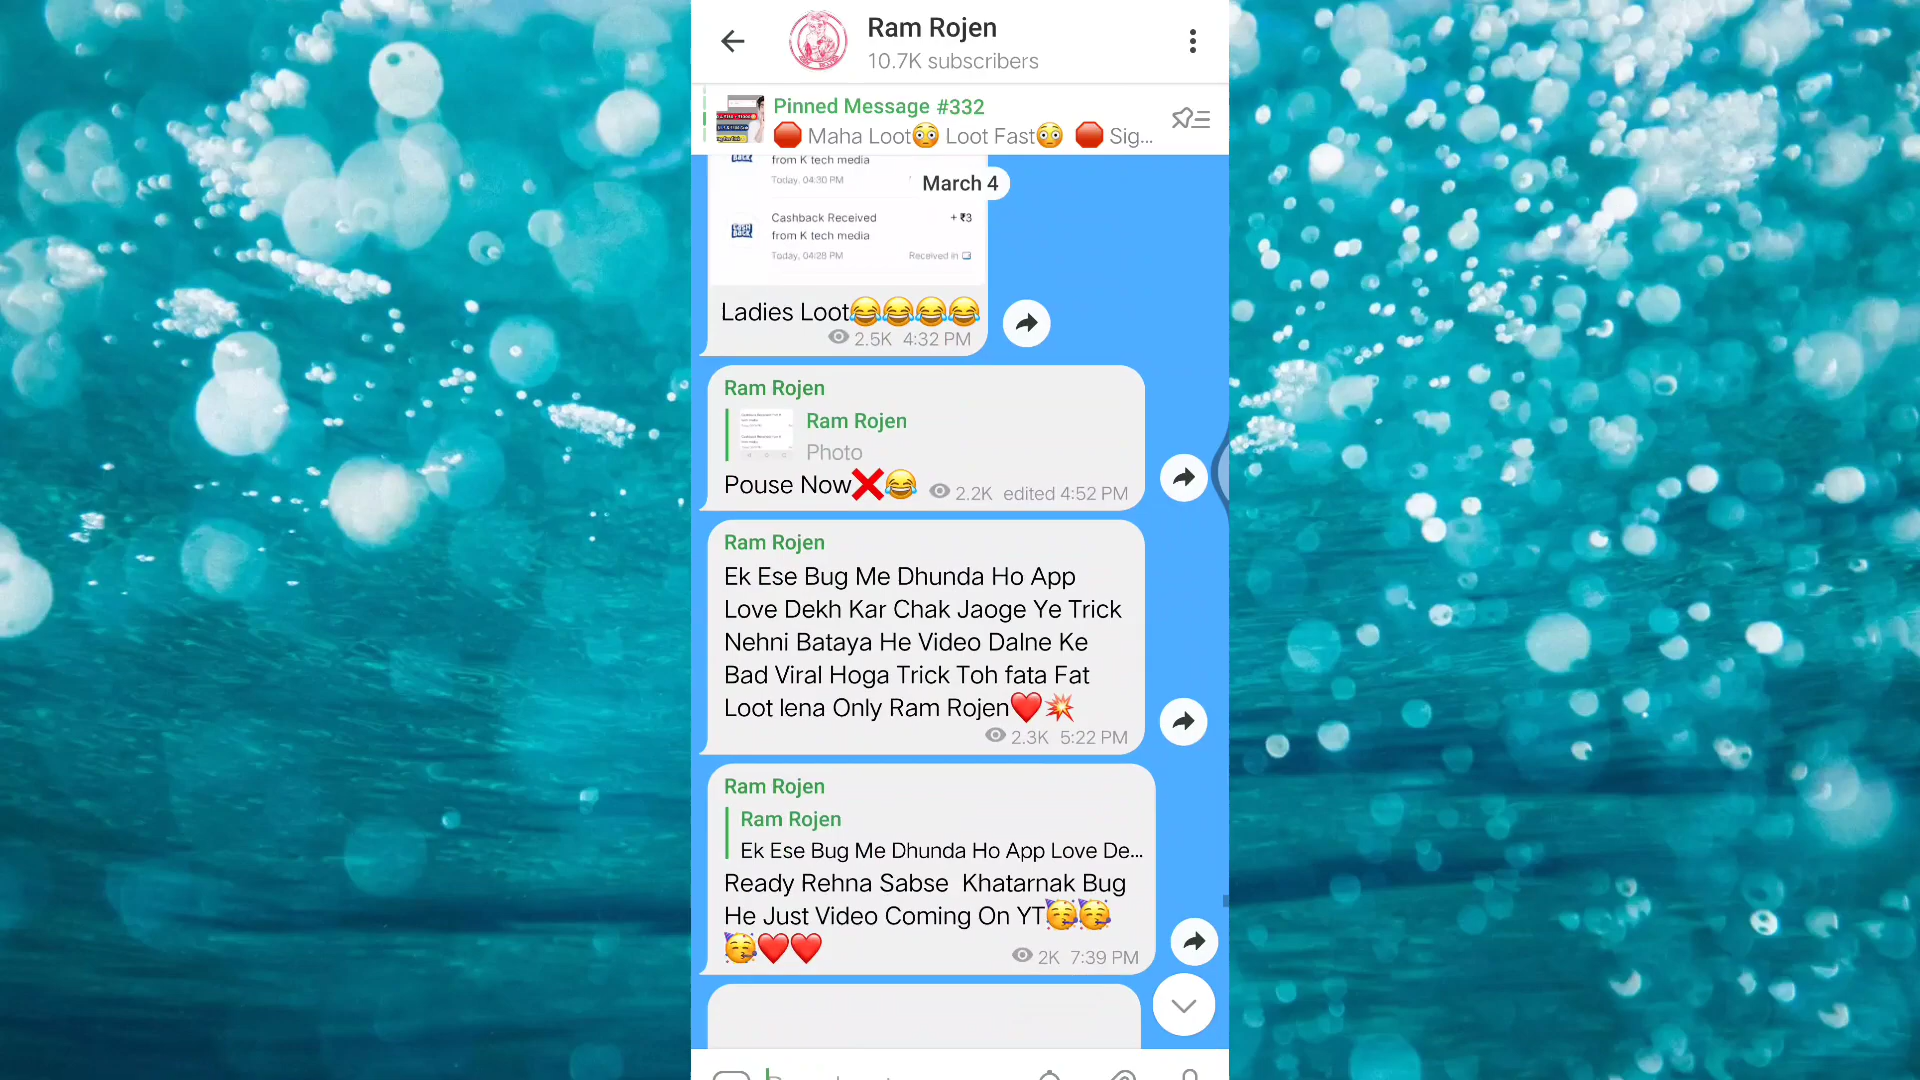 Ram Rojen
10.7K subscribers
Pinned Message #332
🛑 Maha Loot😳 Loot Fast😳 🛑 Sig...
from K tech media
Today, 04:30 PM
March 4
Cashback Received
+ ₹3
CASH
BACK
from K tech media
Today, 04:28 PM
Received in
Ladies Loot😂😂😂😂
2.5K 4:32 PM
Ram Rojen
Ram Rojen
Photo
Pouse Now❌😂
2.2K edited 4:52 PM
Ram Rojen
Ek Ese Bug Me Dhunda Ho App
Love Dekh Kar Chak Jaoge Ye Trick
Nehni Bataya He Video Dalne Ke
Bad Viral Hoga Trick Toh fata Fat
Loot lena Only Ram Rojen❤️💥
2.3K 5:22 PM
Ram Rojen
Ram Rojen
Ek Ese Bug Me Dhunda Ho App Love De...
Ready Rehna Sabse Khatarnak Bug
He Just Video Coming On YT🥳🥳
🥳❤️❤️
2K 7:39 PM